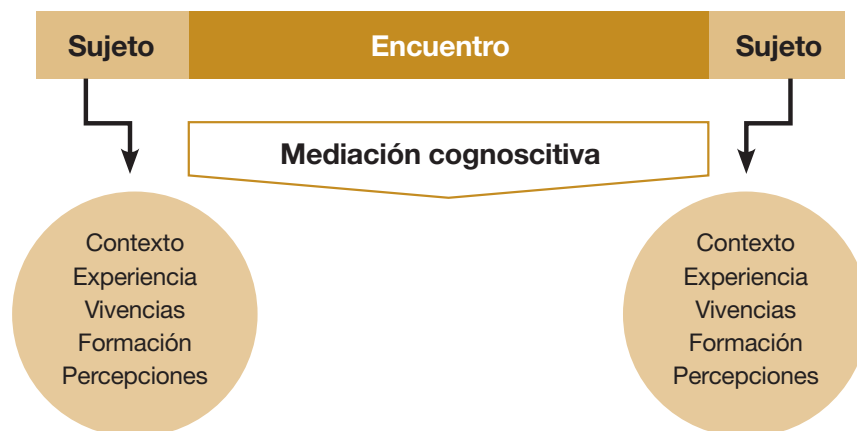 Sujeto
Encuentro
Sujeto
Mediación cognoscitiva
Contexto
Experiencia
Vivencias
Formación
Percepciones
Contexto
Experiencia
Vivencias
Formación
Percepciones